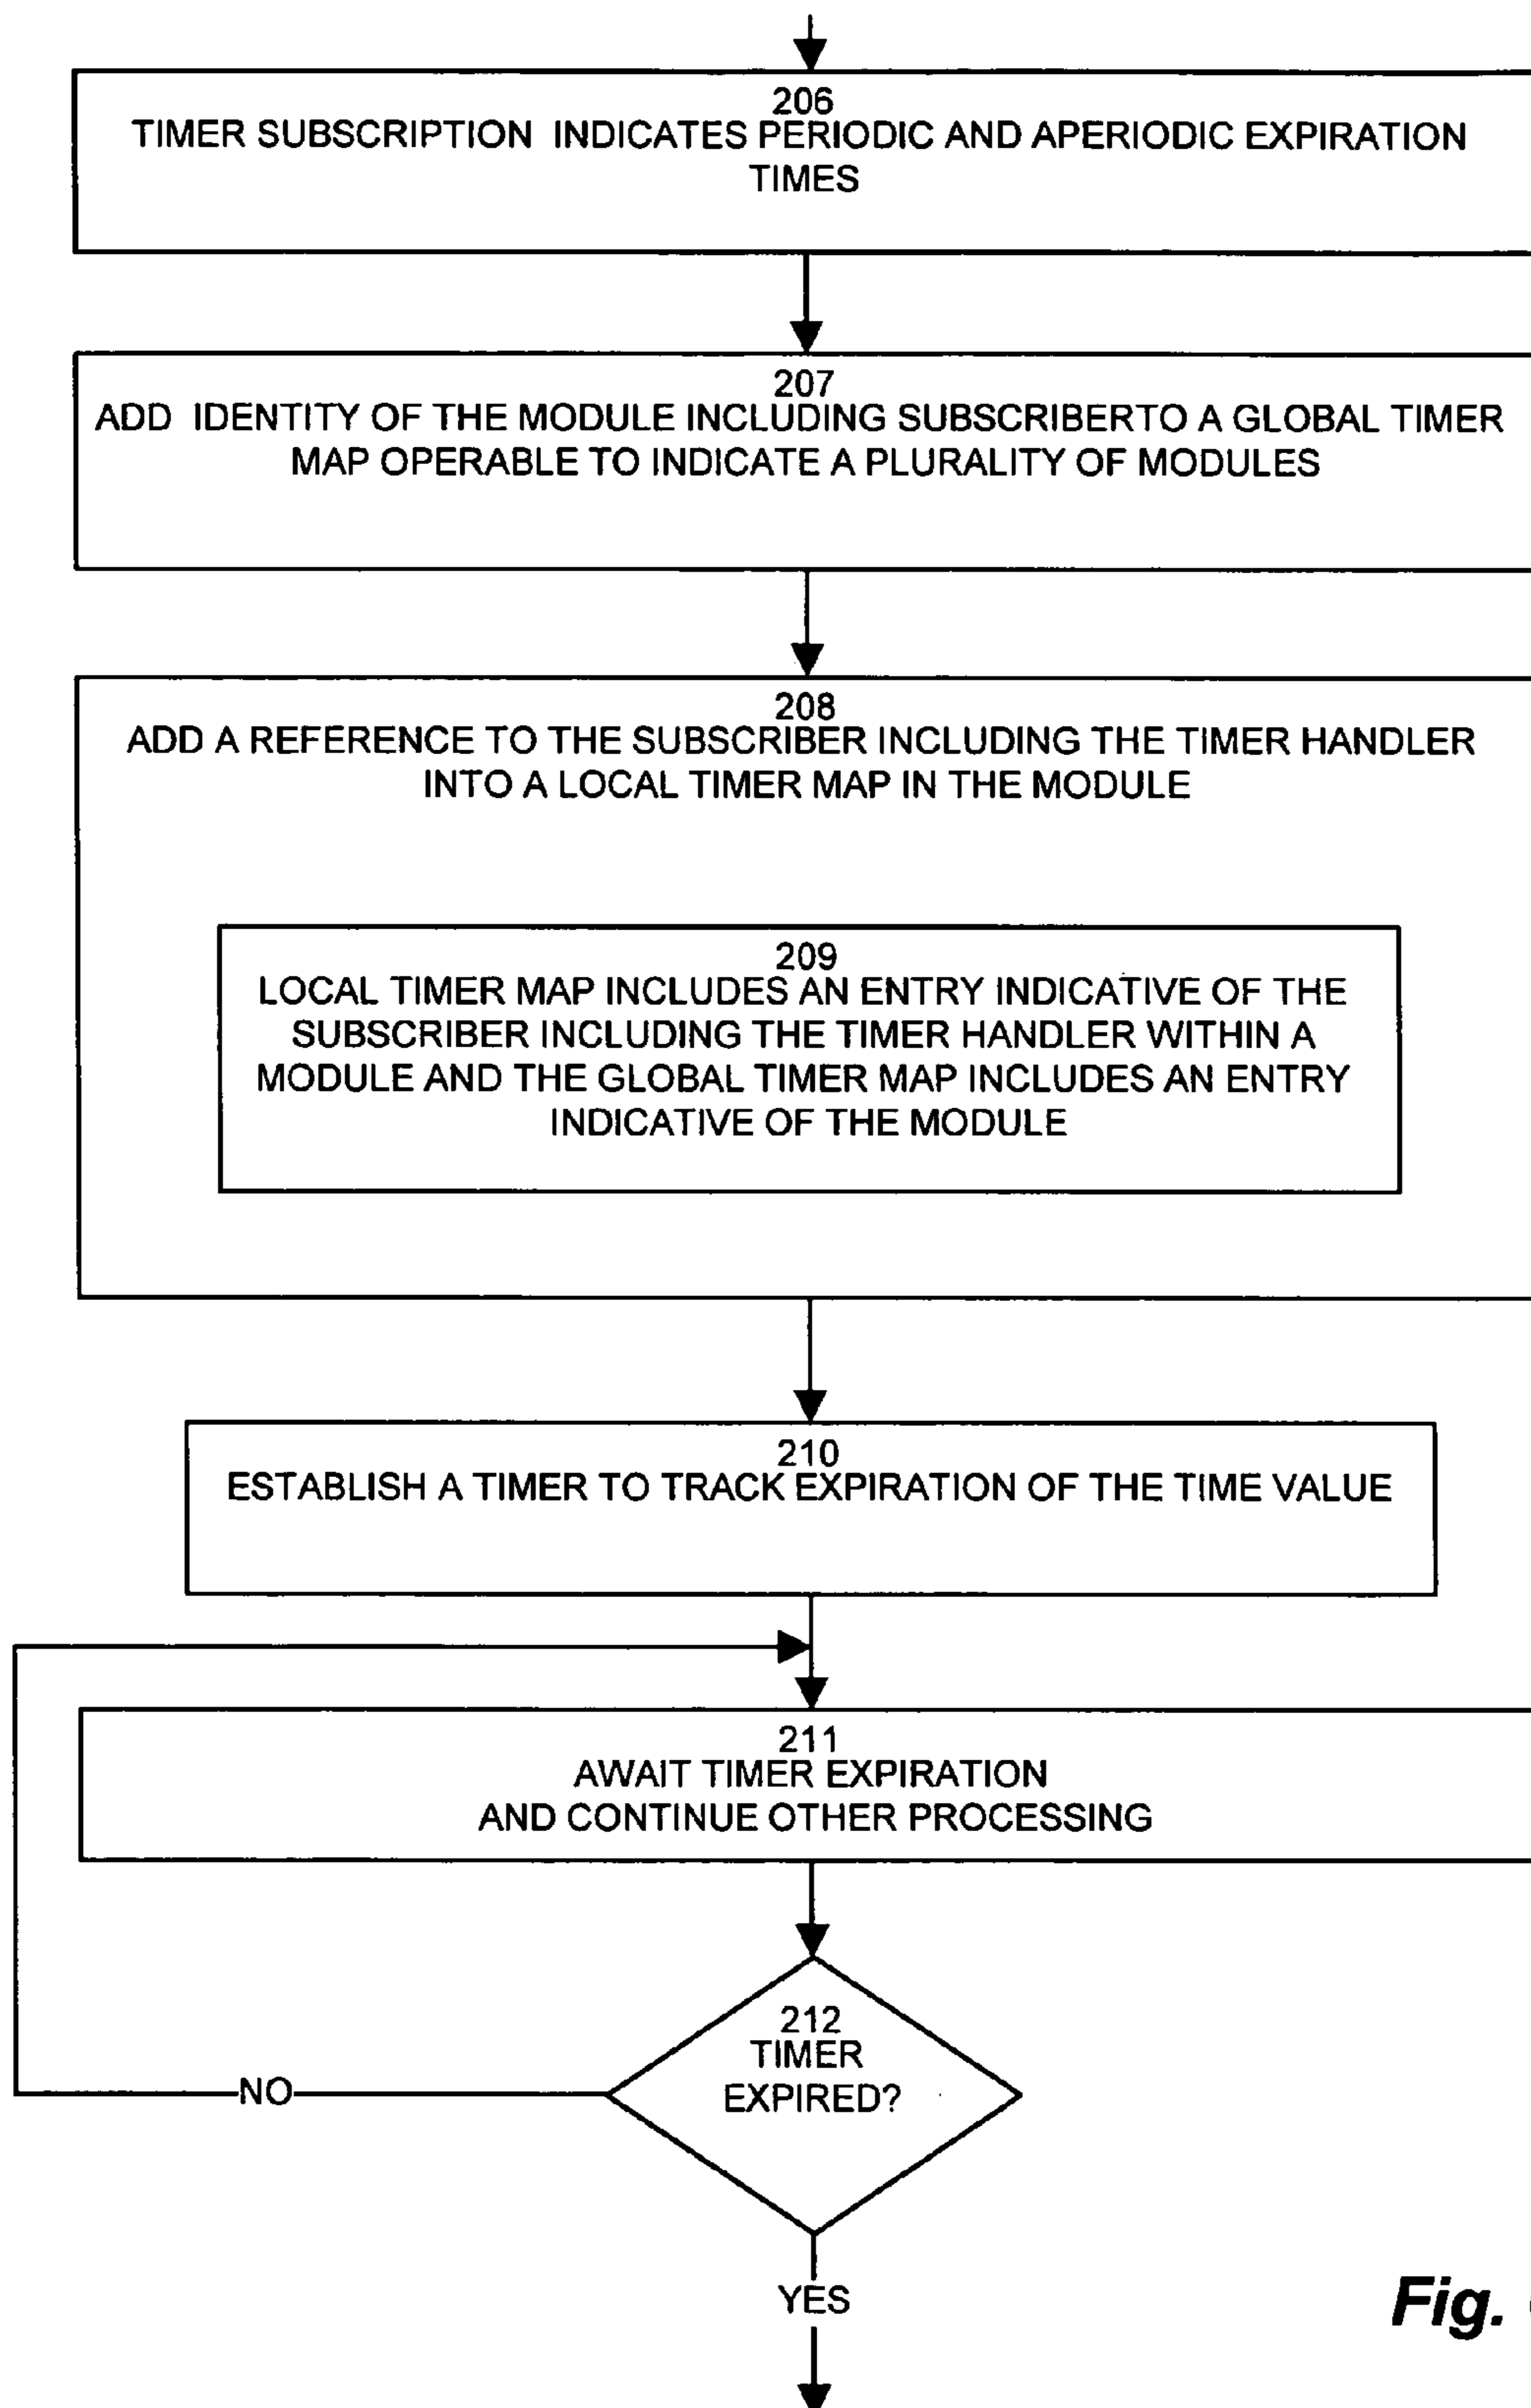 206
TIMER SUBSCRIPTION INDICATES PERIODIC AND APERIODIC EXPIRATION
TIMES
207
ADD IDENTITY OF THE MODULE INCLUDING SUBSCRIBERTO A GLOBAL TIMER
MAP OPERABLE TO INDICATE A PLURALITY OF MODULES
208
ADD A REFERENCE TO THE SUBSCRIBER INCLUDING THE TIMER HANDLER
INTO A LOCAL TIMER MAP IN THE MODULE
209
LOCAL TIMER MAP INCLUDES AN ENTRY INDICATIVE OF THE
SUBSCRIBER INCLUDING THE TIMER HANDLER WITHIN A
MODULE AND THE GLOBAL TIMER MAP INCLUDES AN ENTRY
INDICATIVE OF THE MODULE
210
ESTABLISH A TIMER TO TRACK EXPIRATION OF THE TIME VALUE
211
AWAIT TIMER EXPIRATION
AND CONTINUE OTHER PROCESSING
212
TIMER
EXPIRED?
NO
YES
Fig.